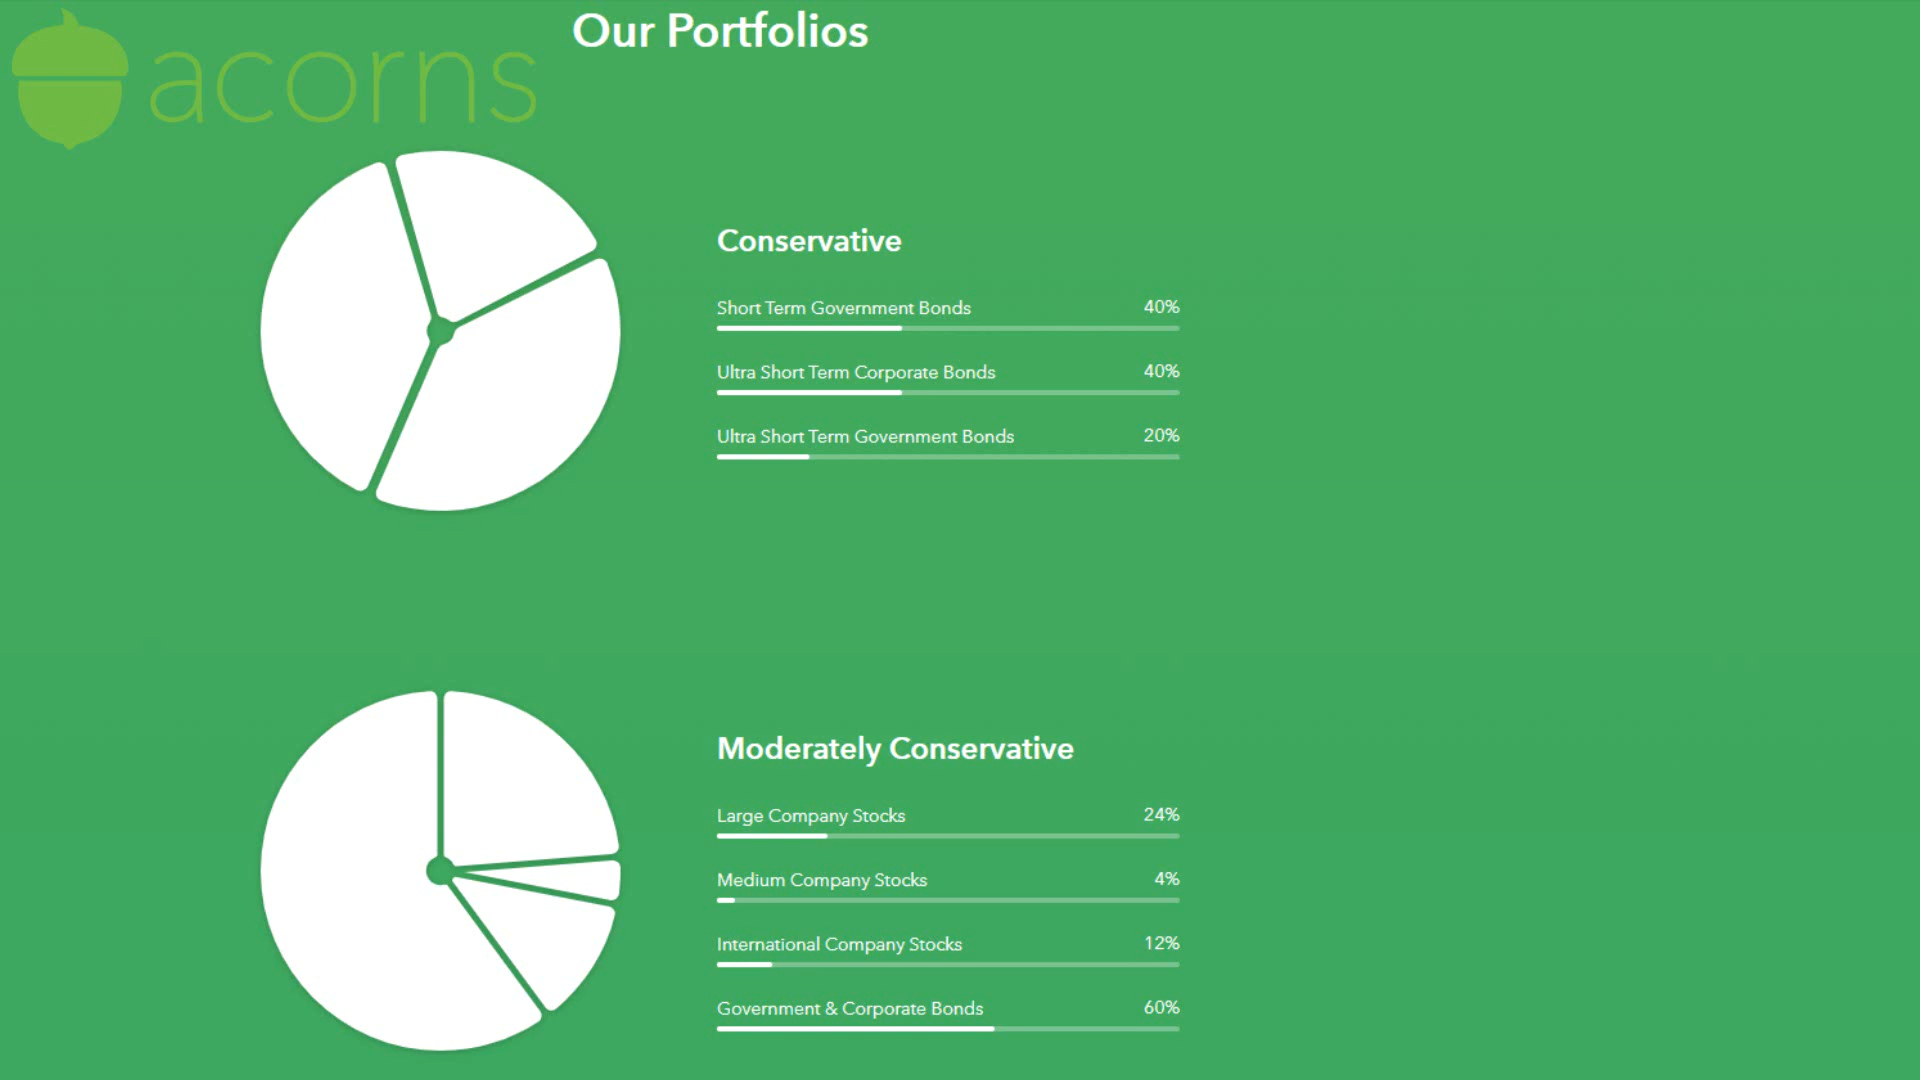 acorns
Our Portfolios
Conservative
Short Term Government Bonds 40%
Ultra Short Term Corporate Bonds 40%
Ultra Short Term Government Bonds 20%
Moderately Conservative
Large Company Stocks 24%
Medium Company Stocks 4%
International Company Stocks 12%
Government & Corporate Bonds 60%